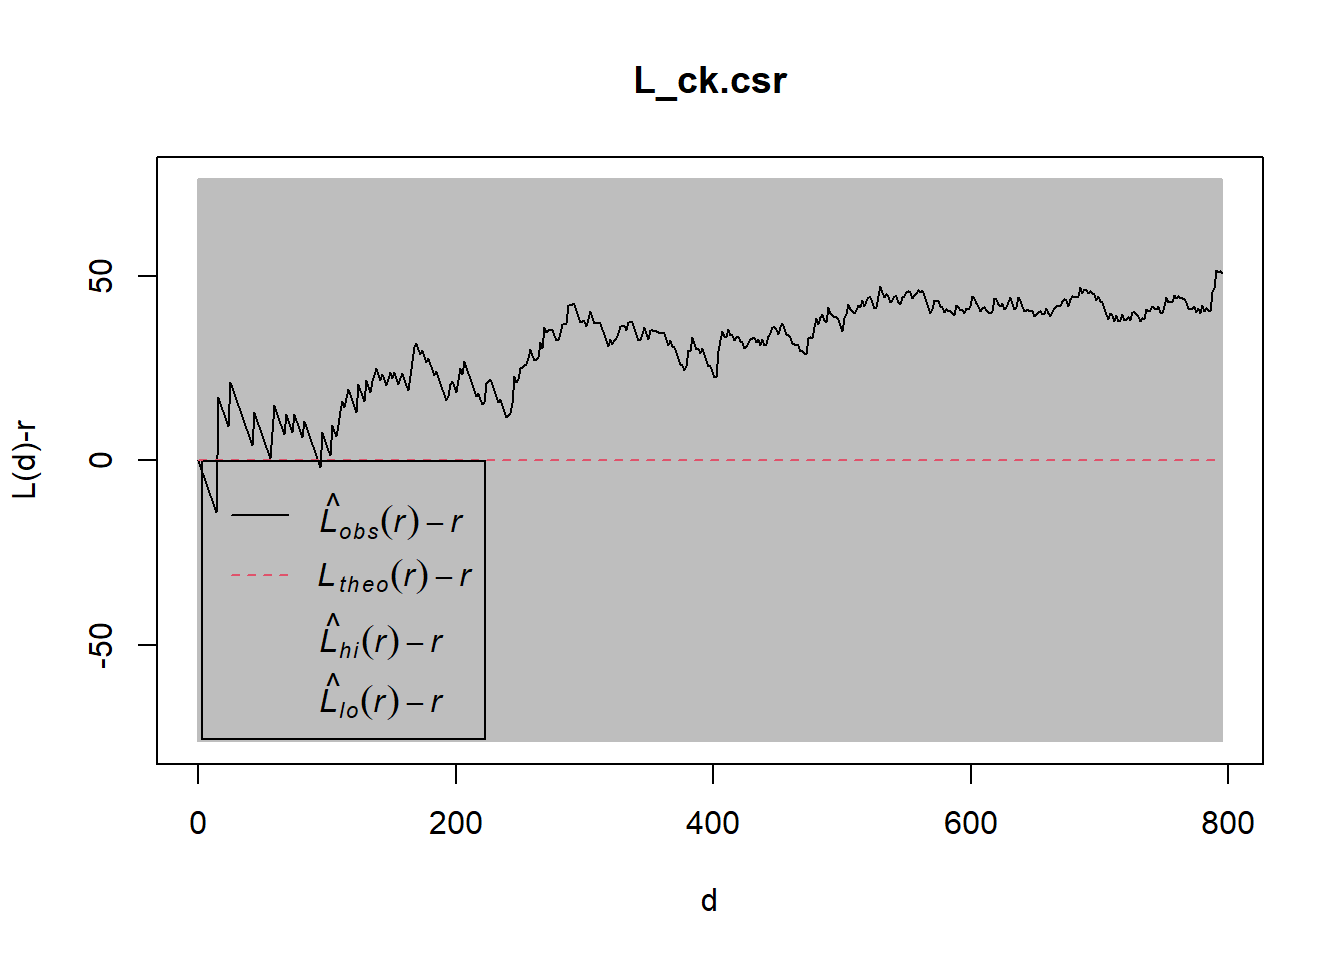 L_ck.csr
L(d)-r
50
0
-50
L̂obs(r) − r
Ltheo(r) − r
L̂hi(r) − r
L̂lo(r) − r
0 200 400 600 800
d